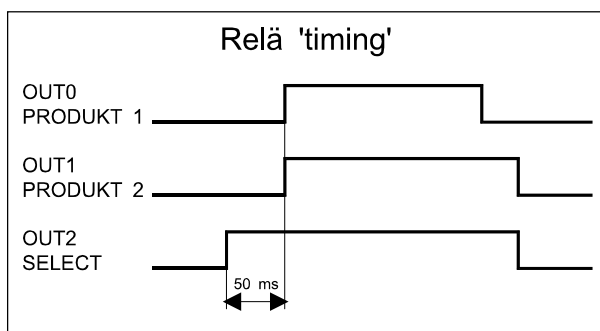 Relä 'timing'
OUT0
PRODUKT 1
OUT1
PRODUKT 2
OUT2
SELECT
50 ms